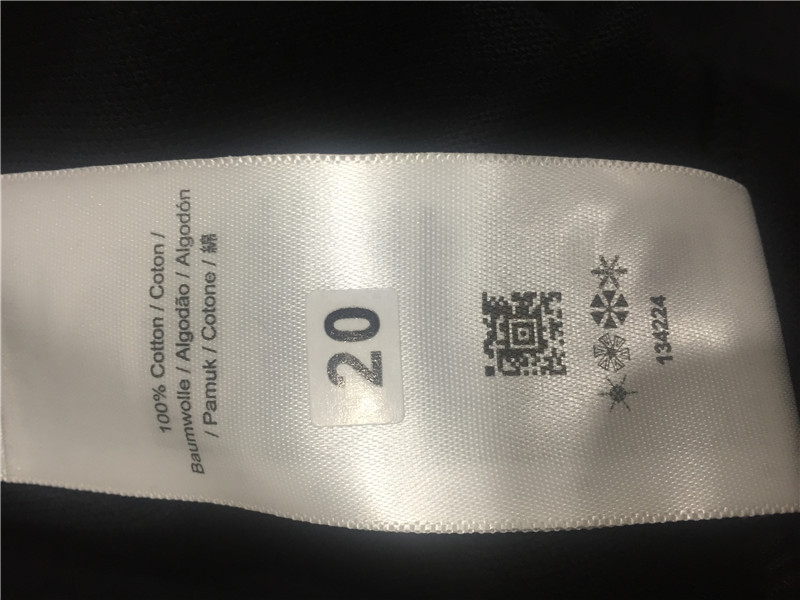 100% Cotton / Coton /
Baumwolle / Algodão / Algodón
/ Pamuk / Cotone / 綿
20
134224